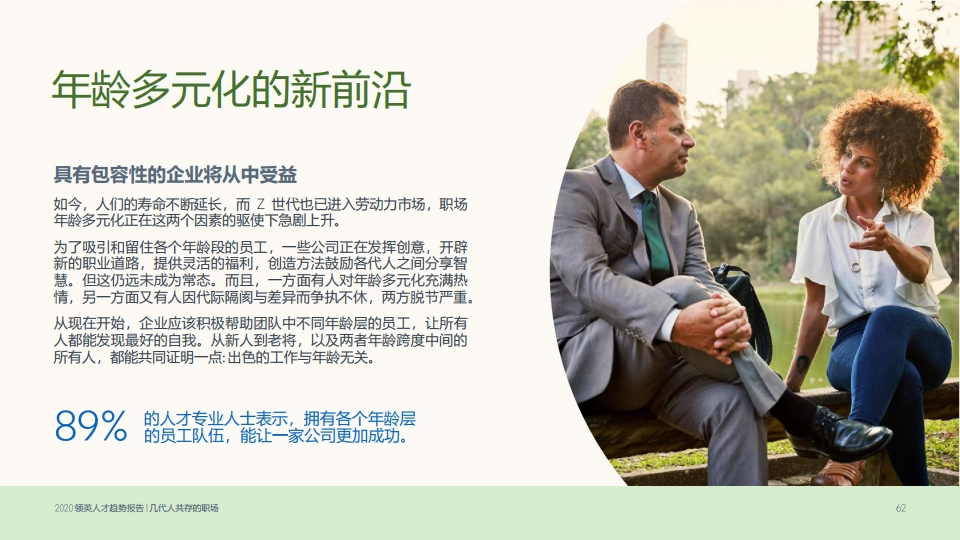 年龄多元化的新前沿
具有包容性的企业将从中受益
如今，人们的寿命不断延长，而 Z 世代也已进入劳动力市场，职场
年龄多元化正在这两个因素的驱使下急剧上升。
为了吸引和留住各个年龄段的员工，一些公司正在发挥创意，开辟
新的职业道路，提供灵活的福利，创造方法鼓励各代人之间分享智
慧。但这仍远未成为常态。而且，一方面有人对年龄多元化充满热
情，另一方面又有人因代际隔阂与差异而争执不休，两方脱节严重。
从现在开始，企业应该积极帮助团队中不同年龄层的员工，让所有
人都能发现最好的自我。从新人到老将，以及两者年龄跨度中间的
所有人，都能共同证明一点:出色的工作与年龄无关。
89% 的人才专业人士表示，拥有各个年龄层
的员工队伍，能让一家公司更加成功。
2020 领英人才趋势报告 | 几代人共存的职场
62